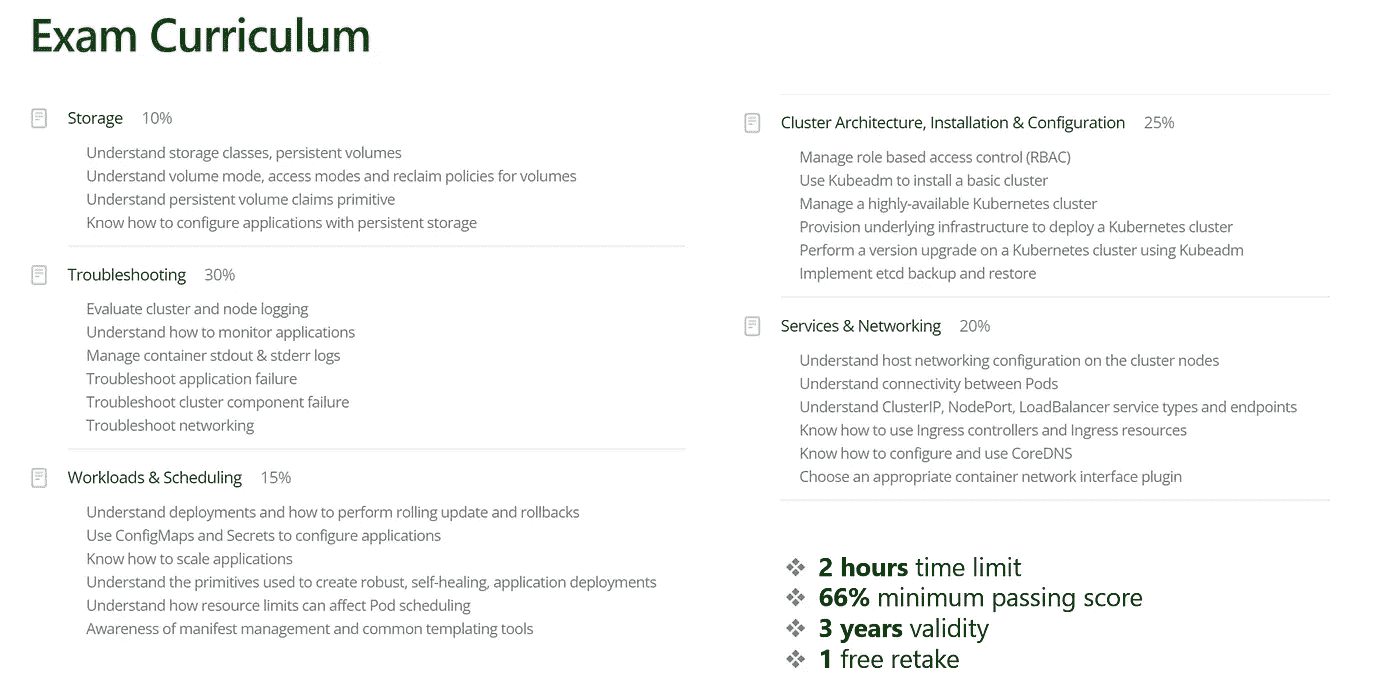 Exam Curriculum
Storage 10%
Understand storage classes, persistent volumes
Understand volume mode, access modes and reclaim policies for volumes
Understand persistent volume claims primitive
Know how to configure applications with persistent storage
Troubleshooting 30%
Evaluate cluster and node logging
Understand how to monitor applications
Manage container stdout & stderr logs
Troubleshoot application failure
Troubleshoot cluster component failure
Troubleshoot networking
Workloads & Scheduling 15%
Understand deployments and how to perform rolling update and rollbacks
Use ConfigMaps and Secrets to configure applications
Know how to scale applications
Understand the primitives used to create robust, self-healing, application deployments
Understand how resource limits can affect Pod scheduling
Awareness of manifest management and common templating tools
Cluster Architecture, Installation & Configuration 25%
Manage role based access control (RBAC)
Use Kubeadm to install a basic cluster
Manage a highly-available Kubernetes cluster
Provision underlying infrastructure to deploy a Kubernetes cluster
Perform a version upgrade on a Kubernetes cluster using Kubeadm
Implement etcd backup and restore
Services & Networking 20%
Understand host networking configuration on the cluster nodes
Understand connectivity between Pods
Understand ClusterIP, NodePort, LoadBalancer service types and endpoints
Know how to use Ingress controllers and Ingress resources
Know how to configure and use CoreDNS
Choose an appropriate container network interface plugin
❖ 2 hours time limit
❖ 66% minimum passing score
❖ 3 years validity
❖ 1 free retake